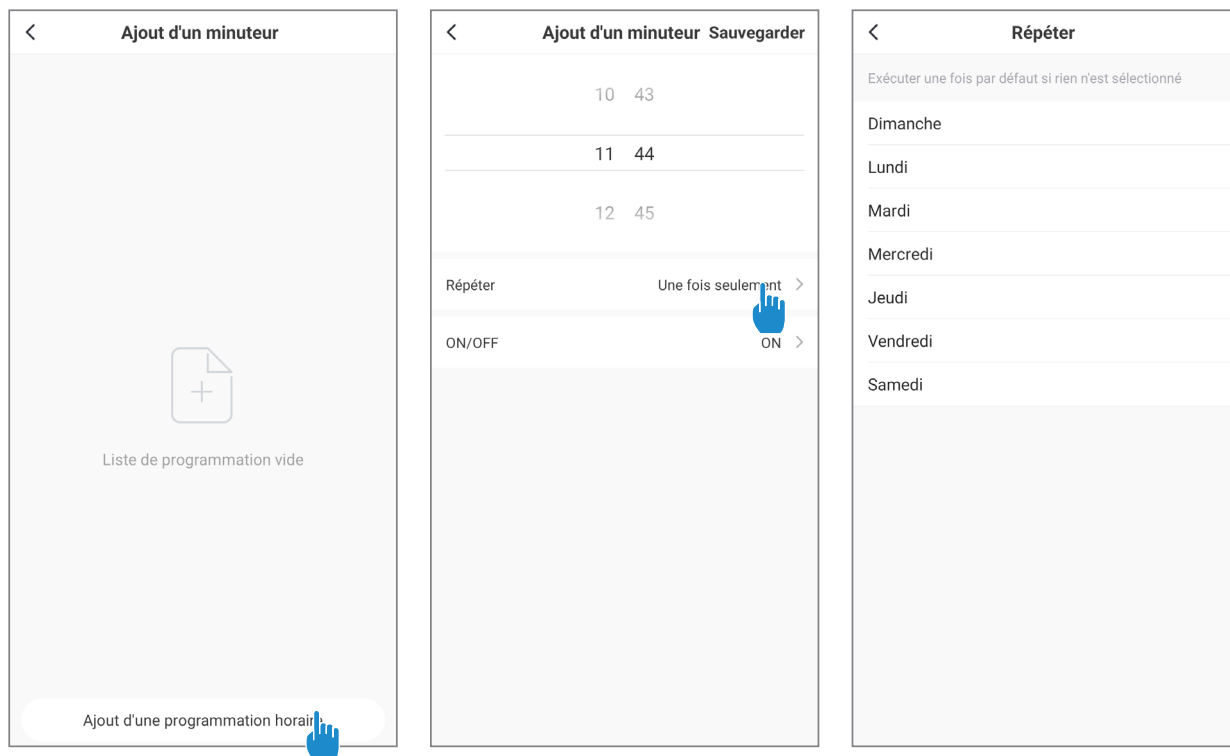 Ajout d'un minuteur
Liste de programmation vide
Ajout d'une programmation horaire
Ajout d'un minuteur Sauvegarder
10 43
11 44
12 45
Répéter Une fois seulement
ON/OFF ON
Répéter
Exécuter une fois par défaut si rien n'est sélectionné
Dimanche
Lundi
Mardi
Mercredi
Jeudi
Vendredi
Samedi